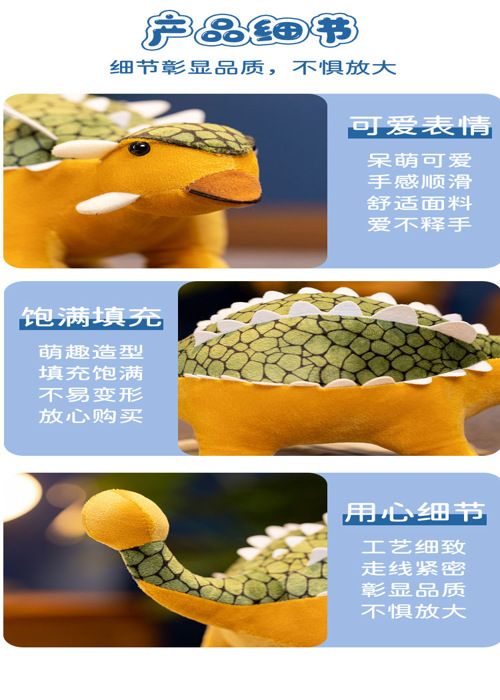 产品细节
细节彰显品质，不惧放大
可爱表情
呆萌可爱
手感顺滑
舒适面料
爱不释手
饱满填充
萌趣造型
填充饱满
不易变形
放心购买
用心细节
工艺细致
走线紧密
彰显品质
不惧放大